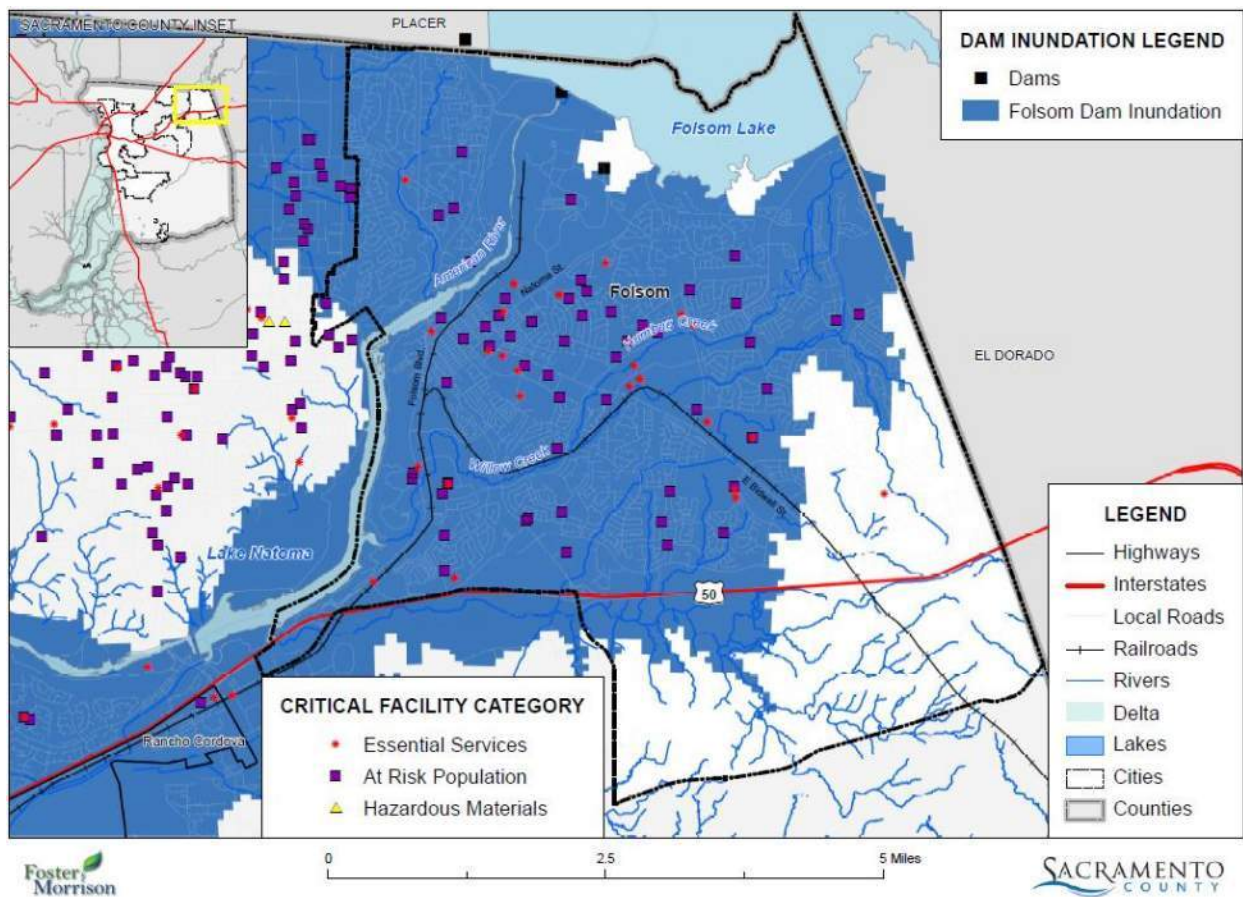 SACRAMENTO COUNTY INSET
PLACER
DAM INUNDATION LEGEND
Dams
Folsom Dam Inundation
Folsom Lake
American River
Natoma St.
Folsom
Humbug Creek
EL DORADO
Folsom Blvd.
Willow Creek
E Bidwell St.
Lake Natoma
50
Rancho Cordova
CRITICAL FACILITY CATEGORY
Essential Services
At Risk Population
Hazardous Materials
LEGEND
Highways
Interstates
Local Roads
Railroads
Rivers
Delta
Lakes
Cities
Counties
Foster
Morrison
0 2.5 5 Miles
SACRAMENTO
COUNTY